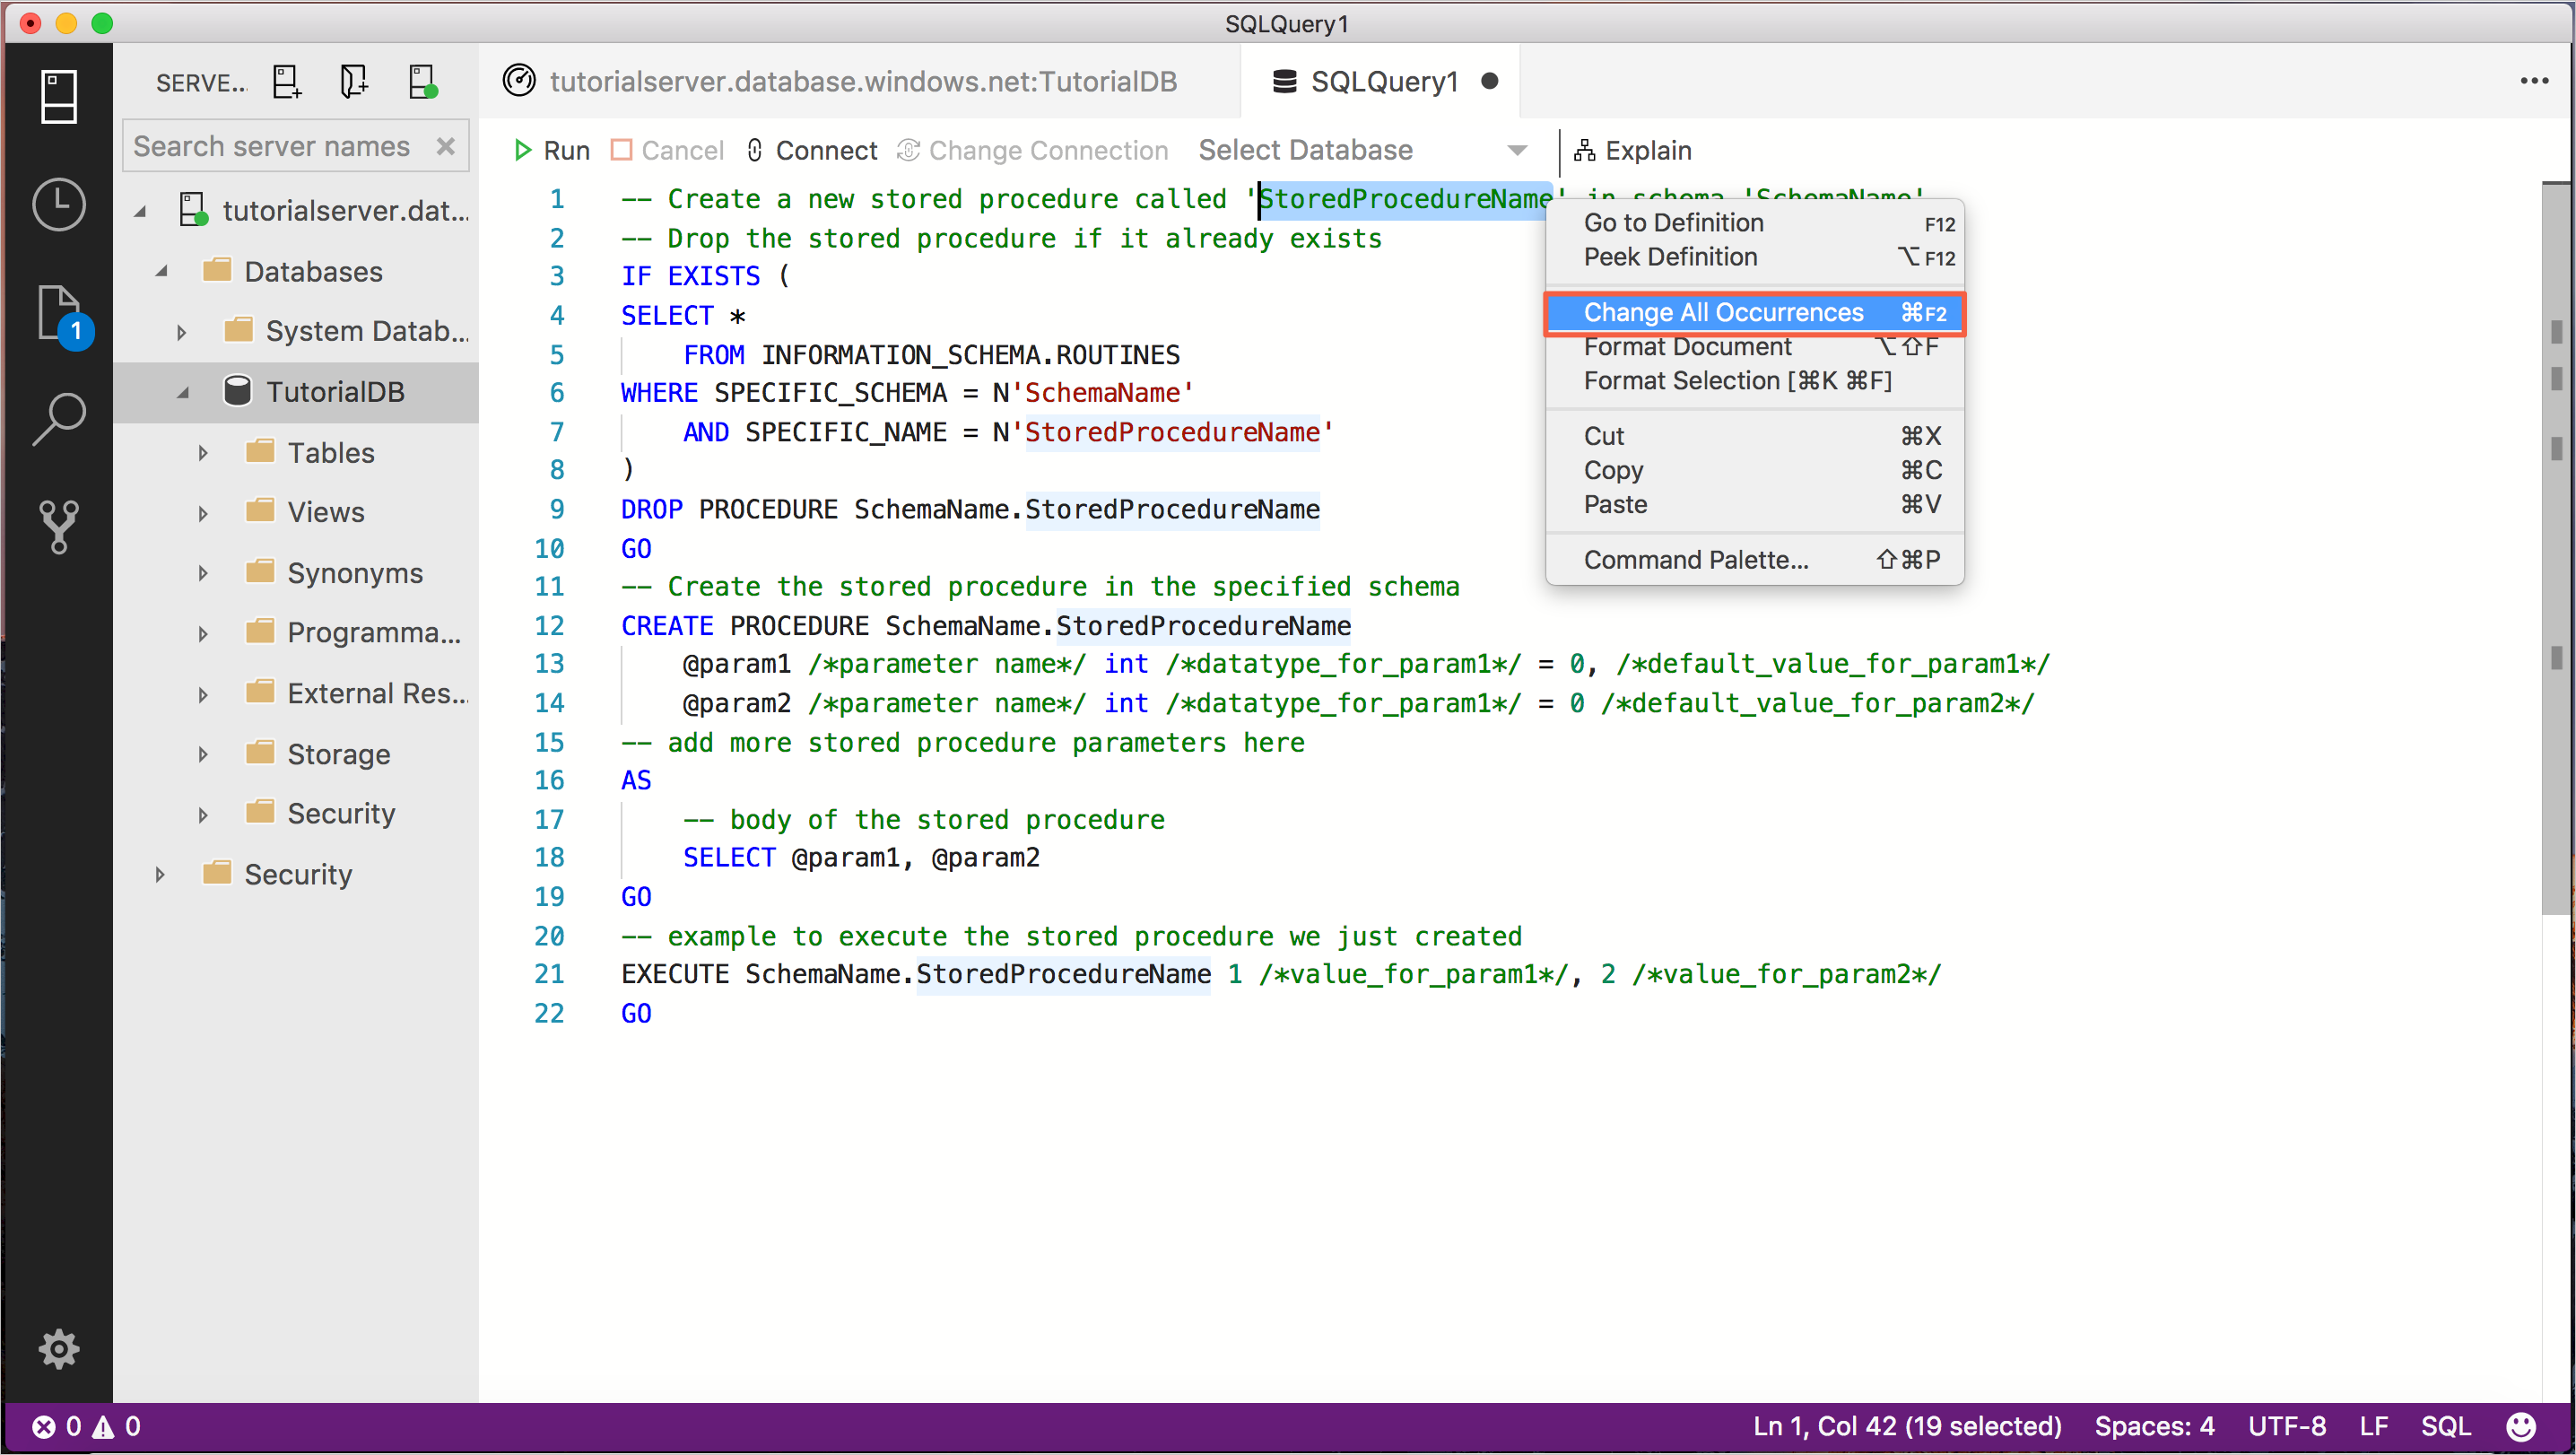 SQLQuery1
SERVE...
tutorialserver.database.windows.net:TutorialDB
SQLQuery1
Search server names
tutorialserver.dat...
Databases
System Datab...
TutorialDB
Tables
Views
Synonyms
Programma...
External Res...
Storage
Security
Security
1
Run Cancel Connect Change Connection Select Database Explain
1 -- Create a new stored procedure called 'StoredProcedureName' in schema 'SchemaName'
2 -- Drop the stored procedure if it already exists
3 IF EXISTS (
4 SELECT *
5 FROM INFORMATION_SCHEMA.ROUTINES
6 WHERE SPECIFIC_SCHEMA = N'SchemaName'
7 AND SPECIFIC_NAME = N'StoredProcedureName'
8 )
9 DROP PROCEDURE SchemaName.StoredProcedureName
10 GO
11 -- Create the stored procedure in the specified schema
12 CREATE PROCEDURE SchemaName.StoredProcedureName
13 @param1 /*parameter name*/ int /*datatype_for_param1*/ = 0, /*default_value_for_param1*/
14 @param2 /*parameter name*/ int /*datatype_for_param1*/ = 0 /*default_value_for_param2*/
15 -- add more stored procedure parameters here
16 AS
17 -- body of the stored procedure
18 SELECT @param1, @param2
19 GO
20 -- example to execute the stored procedure we just created
21 EXECUTE SchemaName.StoredProcedureName 1 /*value_for_param1*/, 2 /*value_for_param2*/
22 GO
Go to Definition F12
Peek Definition ⌥F12
Change All Occurrences ⌘F2
Format Document ⌥⇧F
Format Selection [⌘K ⌘F]
Cut ⌘X
Copy ⌘C
Paste ⌘V
Command Palette... ⇧⌘P
0 0
Ln 1, Col 42 (19 selected) Spaces: 4 UTF-8 LF SQL